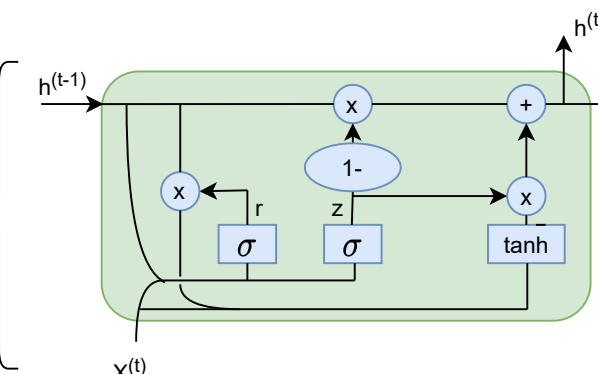 h(t
h(t-1)
x
+
1-
x
r
z
x
σ
σ
tanh
X(t)